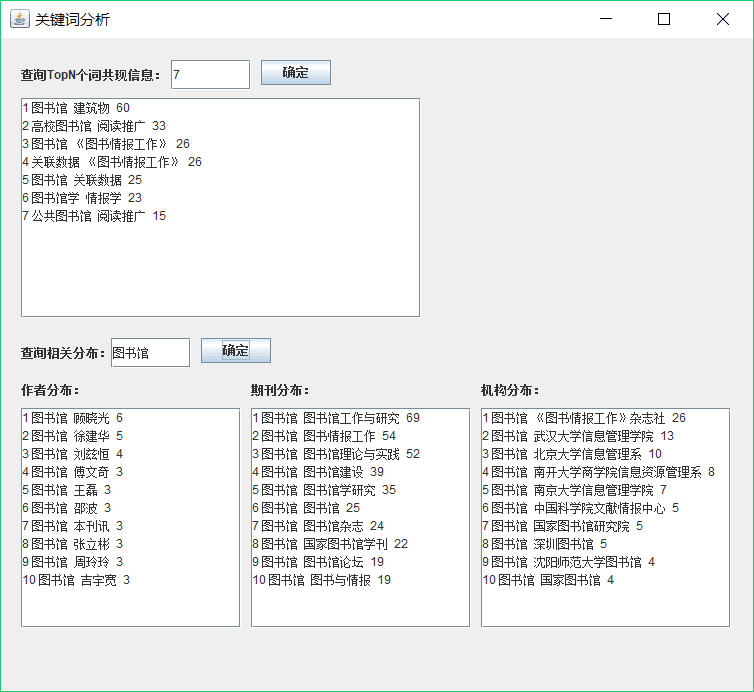 关键词分析
查询TopN个词共现信息： 7 确定
1 图书馆 建筑物 60
2 高校图书馆 阅读推广 33
3 图书馆 《图书情报工作》 26
4 关联数据 《图书情报工作》 26
5 图书馆 关联数据 25
6 图书馆学 情报学 23
7 公共图书馆 阅读推广 15
查询相关分布： 图书馆 确定
作者分布：
1 图书馆 顾晓光 6
2 图书馆 徐建华 5
3 图书馆 刘兹恒 4
4 图书馆 傅文奇 3
5 图书馆 王磊 3
6 图书馆 邵波 3
7 图书馆 本刊讯 3
8 图书馆 张立彬 3
9 图书馆 周玲玲 3
10 图书馆 吉宇宽 3
期刊分布：
1 图书馆 图书馆工作与研究 69
2 图书馆 图书情报工作 54
3 图书馆 图书馆理论与实践 52
4 图书馆 图书馆建设 39
5 图书馆 图书馆学研究 35
6 图书馆 图书馆 25
7 图书馆 图书馆杂志 24
8 图书馆 国家图书馆学刊 22
9 图书馆 图书馆论坛 19
10 图书馆 图书与情报 19
机构分布：
1 图书馆 《图书情报工作》杂志社 26
2 图书馆 武汉大学信息管理学院 13
3 图书馆 北京大学信息管理系 10
4 图书馆 南开大学商学院信息资源管理系 8
5 图书馆 南京大学信息管理学院 7
6 图书馆 中国科学院文献情报中心 5
7 图书馆 国家图书馆研究院 5
8 图书馆 深圳图书馆 5
9 图书馆 沈阳师范大学图书馆 4
10 图书馆 国家图书馆 4